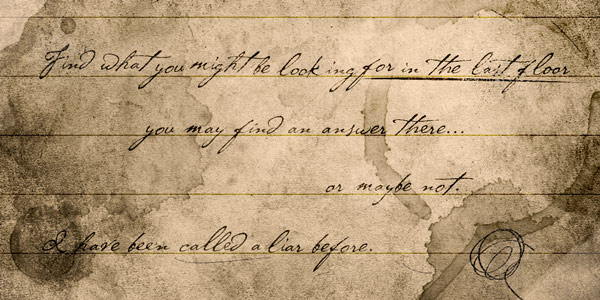 Find what you might be looking for in the last floor
you may find an answer there...
or maybe not.
I have been called a liar before.